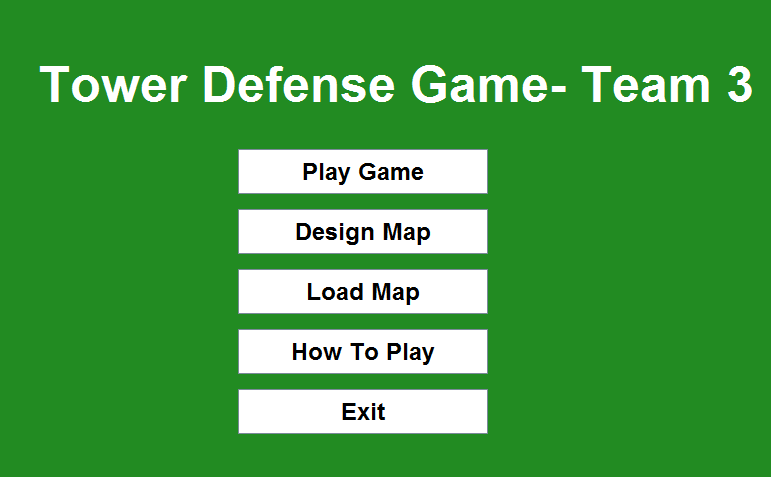 Tower Defense Game- Team 3
Play Game
Design Map
Load Map
How To Play
Exit